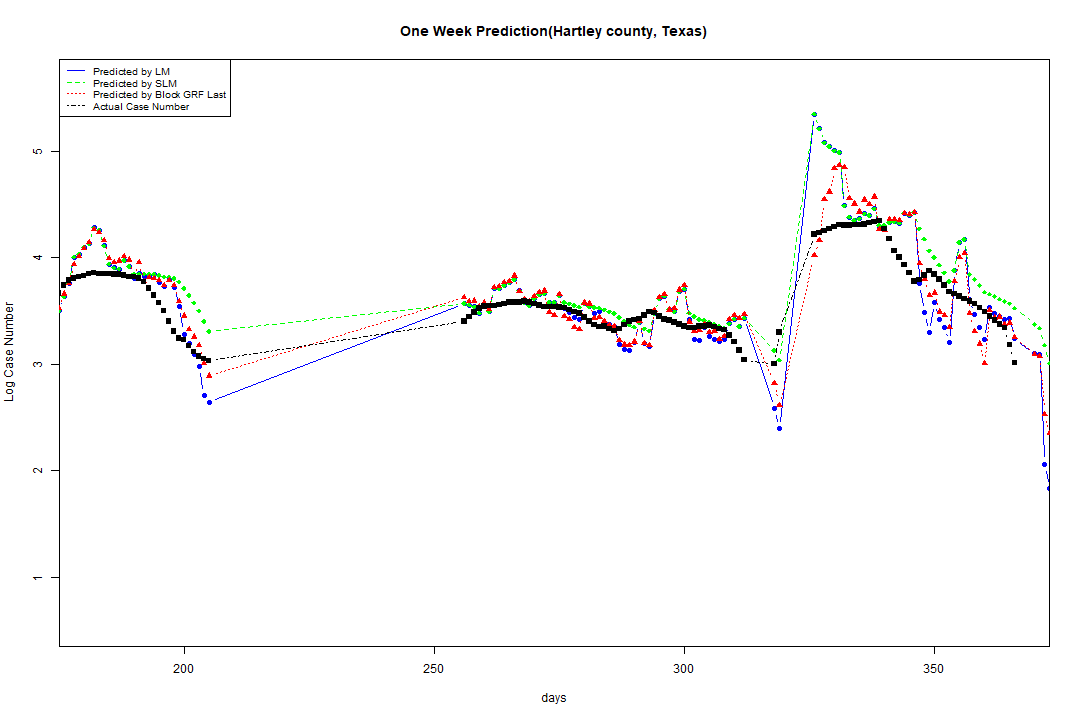 One Week Prediction(Hartley county, Texas)
Predicted by LM
Predicted by SLM
Predicted by Block GRF Last
Actual Case Number
Log Case Number
5
4
3
2
1
200
250
300
350
days